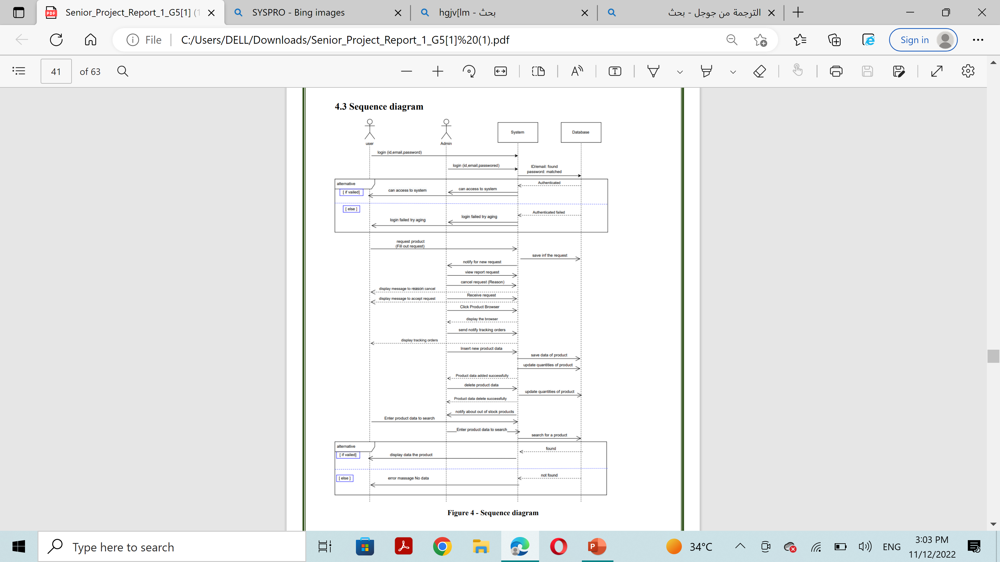 Senior_Project_Report_1_G5[1] (1
SYSPRO - Bing images
hgjv[lm - بحث
الترجمة من جوجل - بحث
File
C:/Users/DELL/Downloads/Senior_Project_Report_1_G5[1]%20(1).pdf
Sign in
41
of 63
4.3 Sequence diagram
user
Admin
System
Database
login (id,email,password)
login (id,email,passwored)
ID/email: found
password: matched
alternative
Authenticated
[ if vailed]
can access to system
can access to system
[ else ]
Authenticated failed
login failed try aging
login failed try aging
request product
(Fill out request)
save inf the request
notify for new request
view report request
cancel request (Reason)
display message to reason cancel
Receive request
display message to accept request
Click Product Browser
display the browser
send notify tracking orders
display tracking orders
Insert new product data
save data of product
update quantities of product
Product data added successfully
delete product data
update quantities of product
Product data delete successfully
notify about out of stock products
Enter product data to search
Enter product data to search
search for a product
alternative
found
[ if vailed]
display data the product
not found
[ else ]
error massage No data
Figure 4 - Sequence diagram
Type here to search
34°C
ENG
3:03 PM
11/12/2022